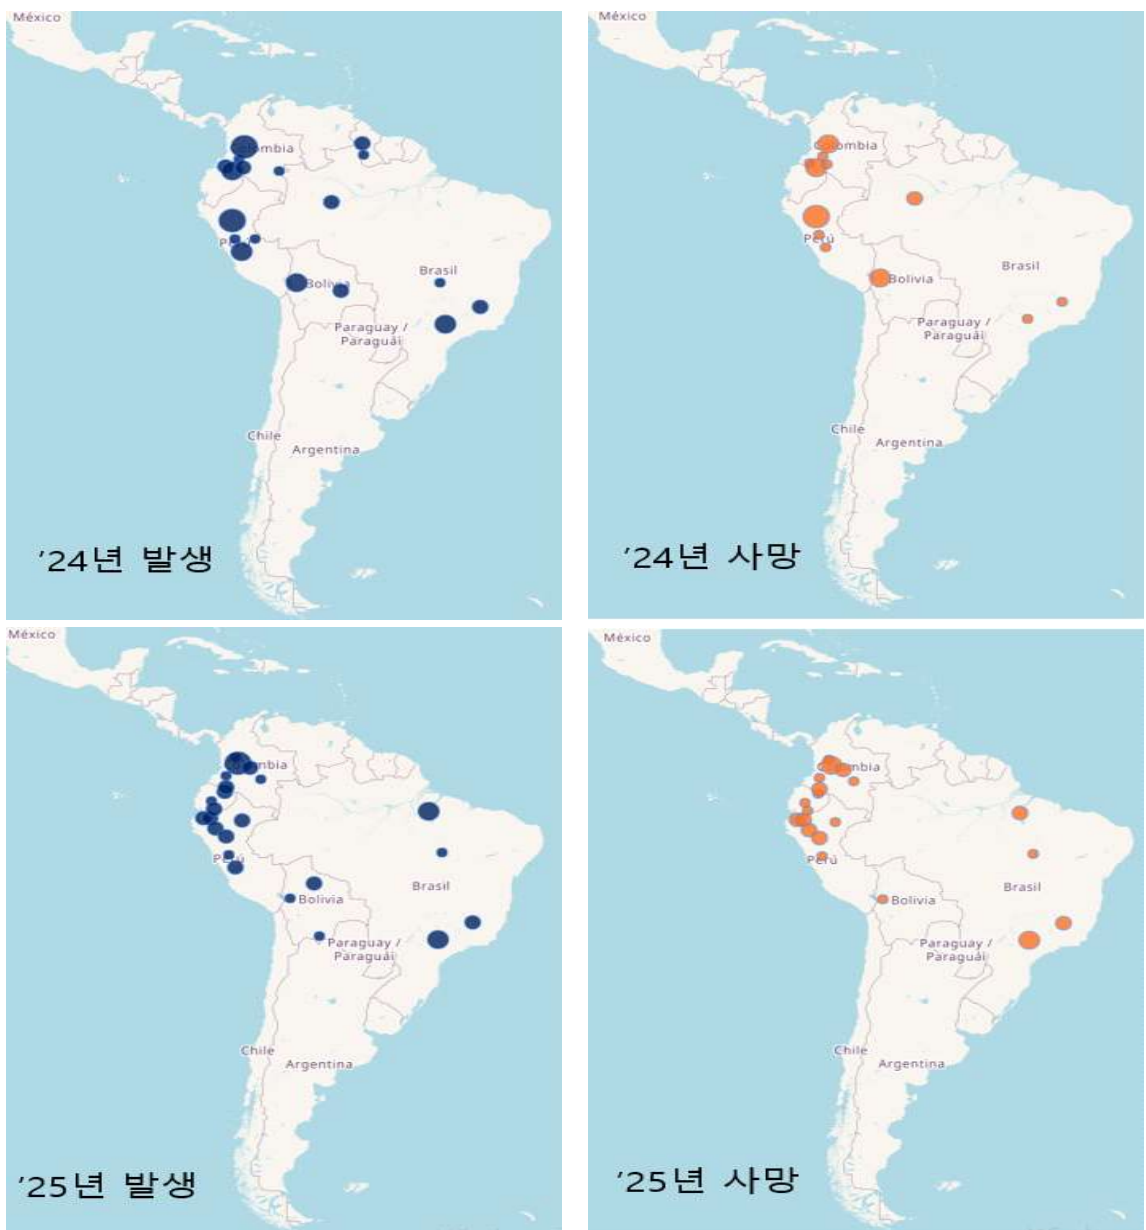 México
Colombia
Perú
Brasil
Bolivia
Paraguay /
Paraguái
Chile
Argentina
'24년 발생
México
Colombia
Perú
Brasil
Bolivia
Paraguay /
Paraguái
Chile
Argentina
'24년 사망
México
mbia
Perú
Brasil
Bolivia
Paraguay /
Paraguái
Chile
Argentina
'25년 발생
México
Colombia
Perú
Brasil
Bolivia
Paraguay /
Paraguái
Chile
Argentina
'25년 사망